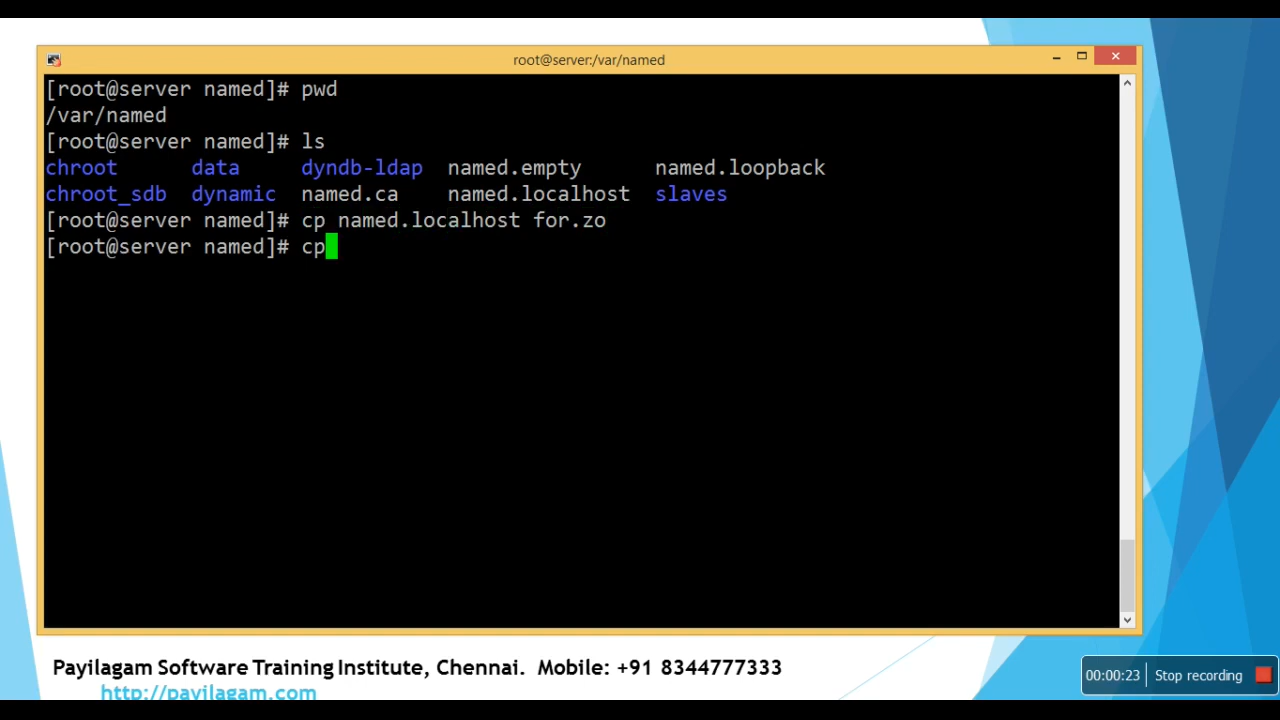 root@server:/var/named
[root@server named]# pwd
/var/named
[root@server named]# ls
chroot data dyndb-ldap named.empty named.loopback
chroot_sdb dynamic named.ca named.localhost slaves
[root@server named]# cp named.localhost for.zo
[root@server named]# cp
Payilagam Software Training Institute, Chennai. Mobile: +91 8344777333
http://payilagam.com
00:00:23 Stop recording